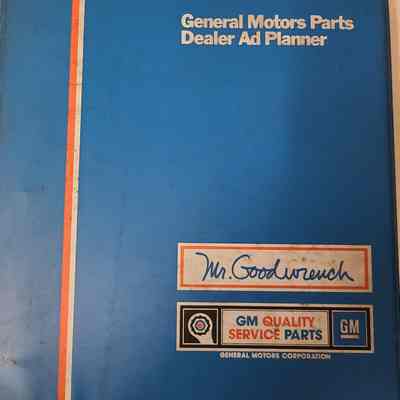 General Motors Parts
Dealer Ad Planner
Mr. Goodwrench
GM QUALITY
SERVICE PARTS
GM
GENERAL MOTORS CORPORATION